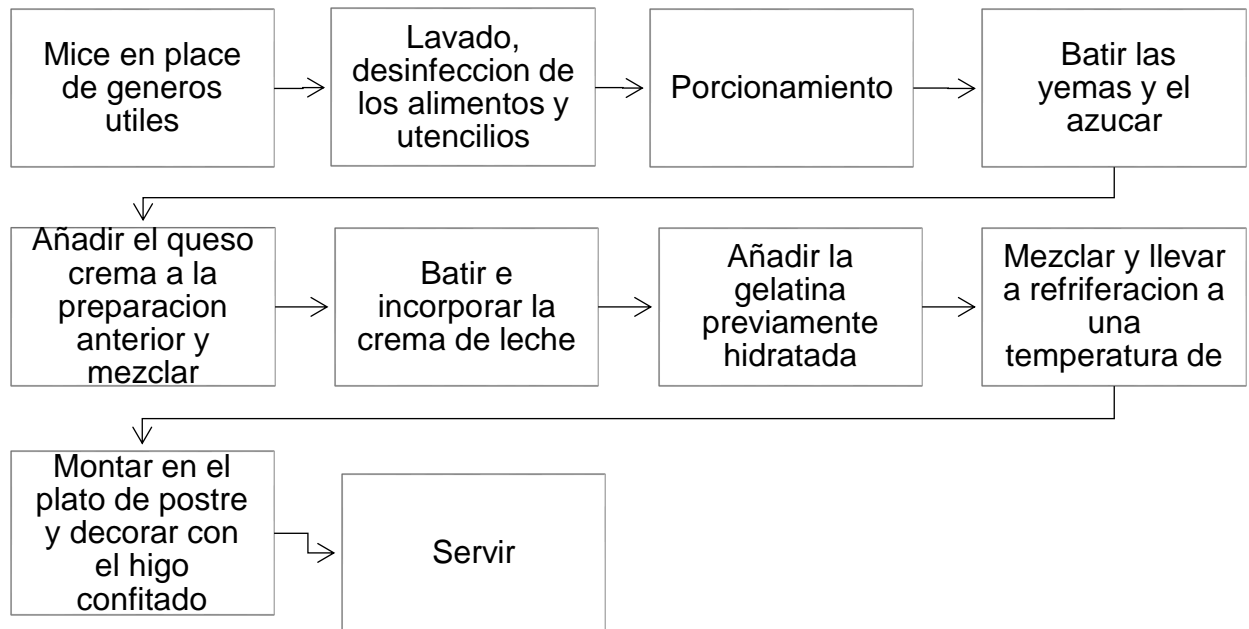 Mice en place
de generos
utiles
Lavado,
desinfeccion de
los alimentos y
utencilios
Porcionamiento
Batir las
yemas y el
azucar
Añadir el queso
crema a la
preparacion
anterior y
mezclar
Batir e
incorporar la
crema de leche
Añadir la
gelatina
previamente
hidratada
Mezclar y llevar
a refriferacion a
una
temperatura de
Montar en el
plato de postre
y decorar con
el higo
confitado
Servir